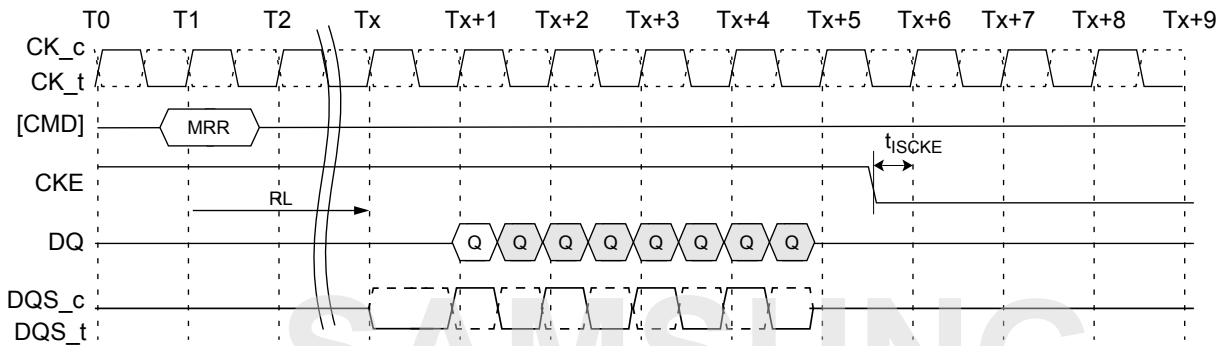 T0 T1 T2 Tx Tx+1 Tx+2 Tx+3 Tx+4 Tx+5 Tx+6 Tx+7 Tx+8 Tx+9
CK_c
CK_t
[CMD] MRR
tISCKE
CKE
RL
DQ Q Q Q Q Q Q Q Q
DQS_c
DQS_t
SAMSUNG